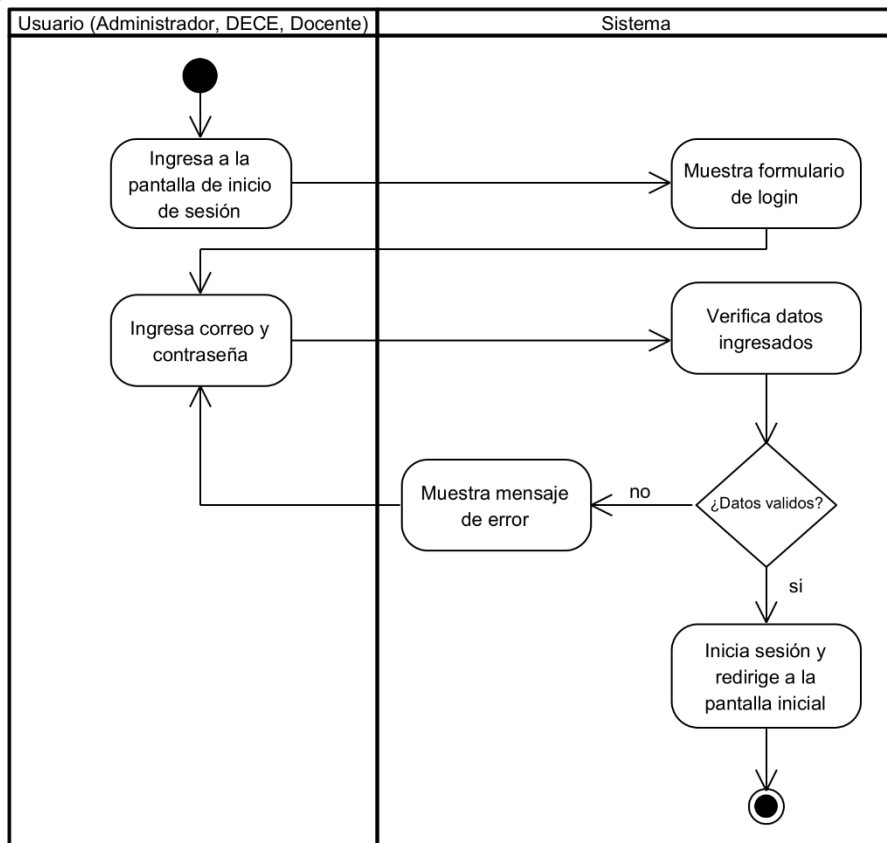 Usuario (Administrador, DECE, Docente)
Sistema
Ingresa a la
pantalla de inicio
de sesión
Muestra formulario
de login
Ingresa correo y
contraseña
Verifica datos
ingresados
¿Datos validos?
no
Muestra mensaje
de error
si
Inicia sesión y
redirige a la
pantalla inicial